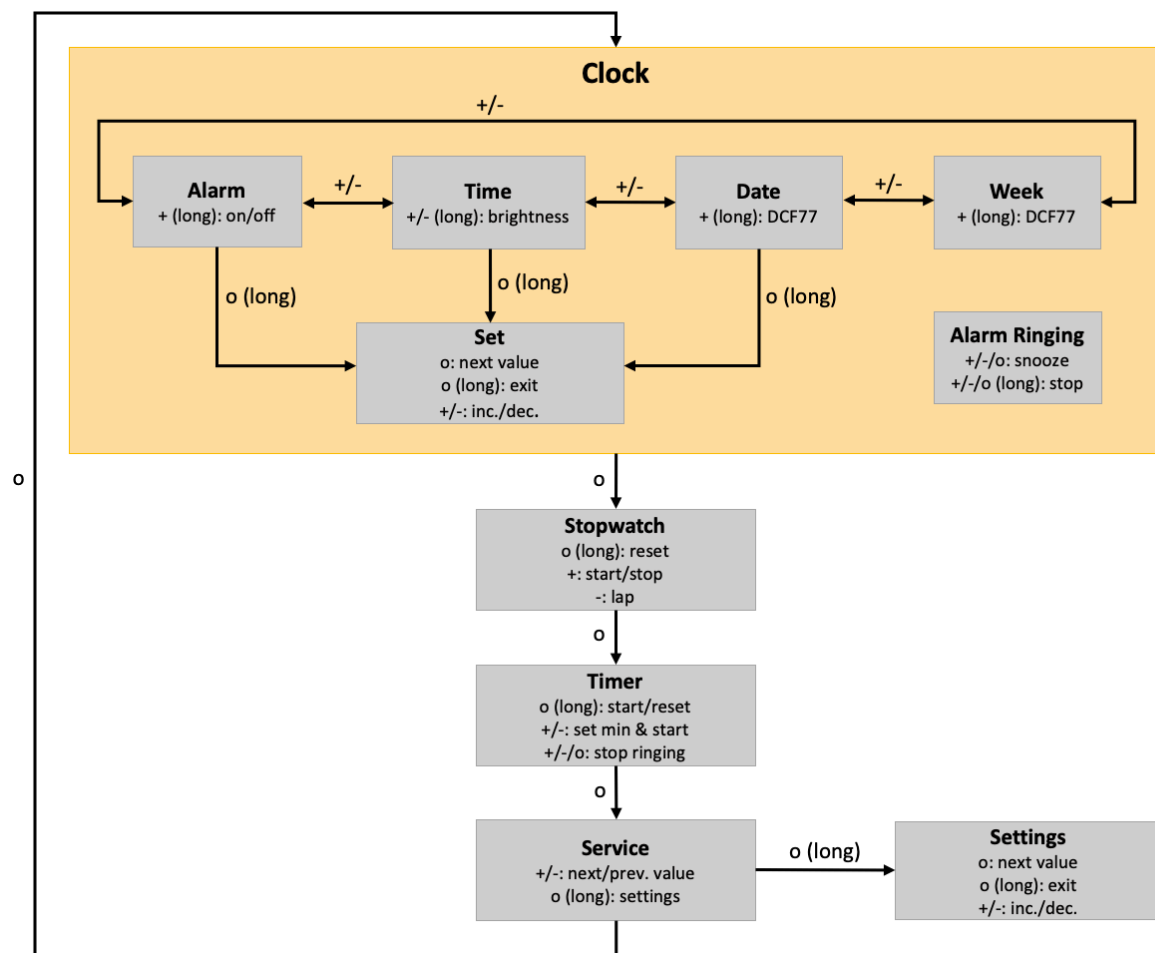 Clock
+/-
Alarm
+ (long): on/off
+/-
Time
+/- (long): brightness
+/-
Date
+ (long): DCF77
+/-
Week
+ (long): DCF77
o (long)
o (long)
o (long)
Set
o: next value
o (long): exit
+/-: inc./dec.
Alarm Ringing
+/-/o: snooze
+/-/o (long): stop
o
o
Stopwatch
o (long): reset
+: start/stop
-: lap
o
Timer
o (long): start/reset
+/-: set min & start
+/-/o: stop ringing
o
Service
+/-: next/prev. value
o (long): settings
o (long)
Settings
o: next value
o (long): exit
+/-: inc./dec.